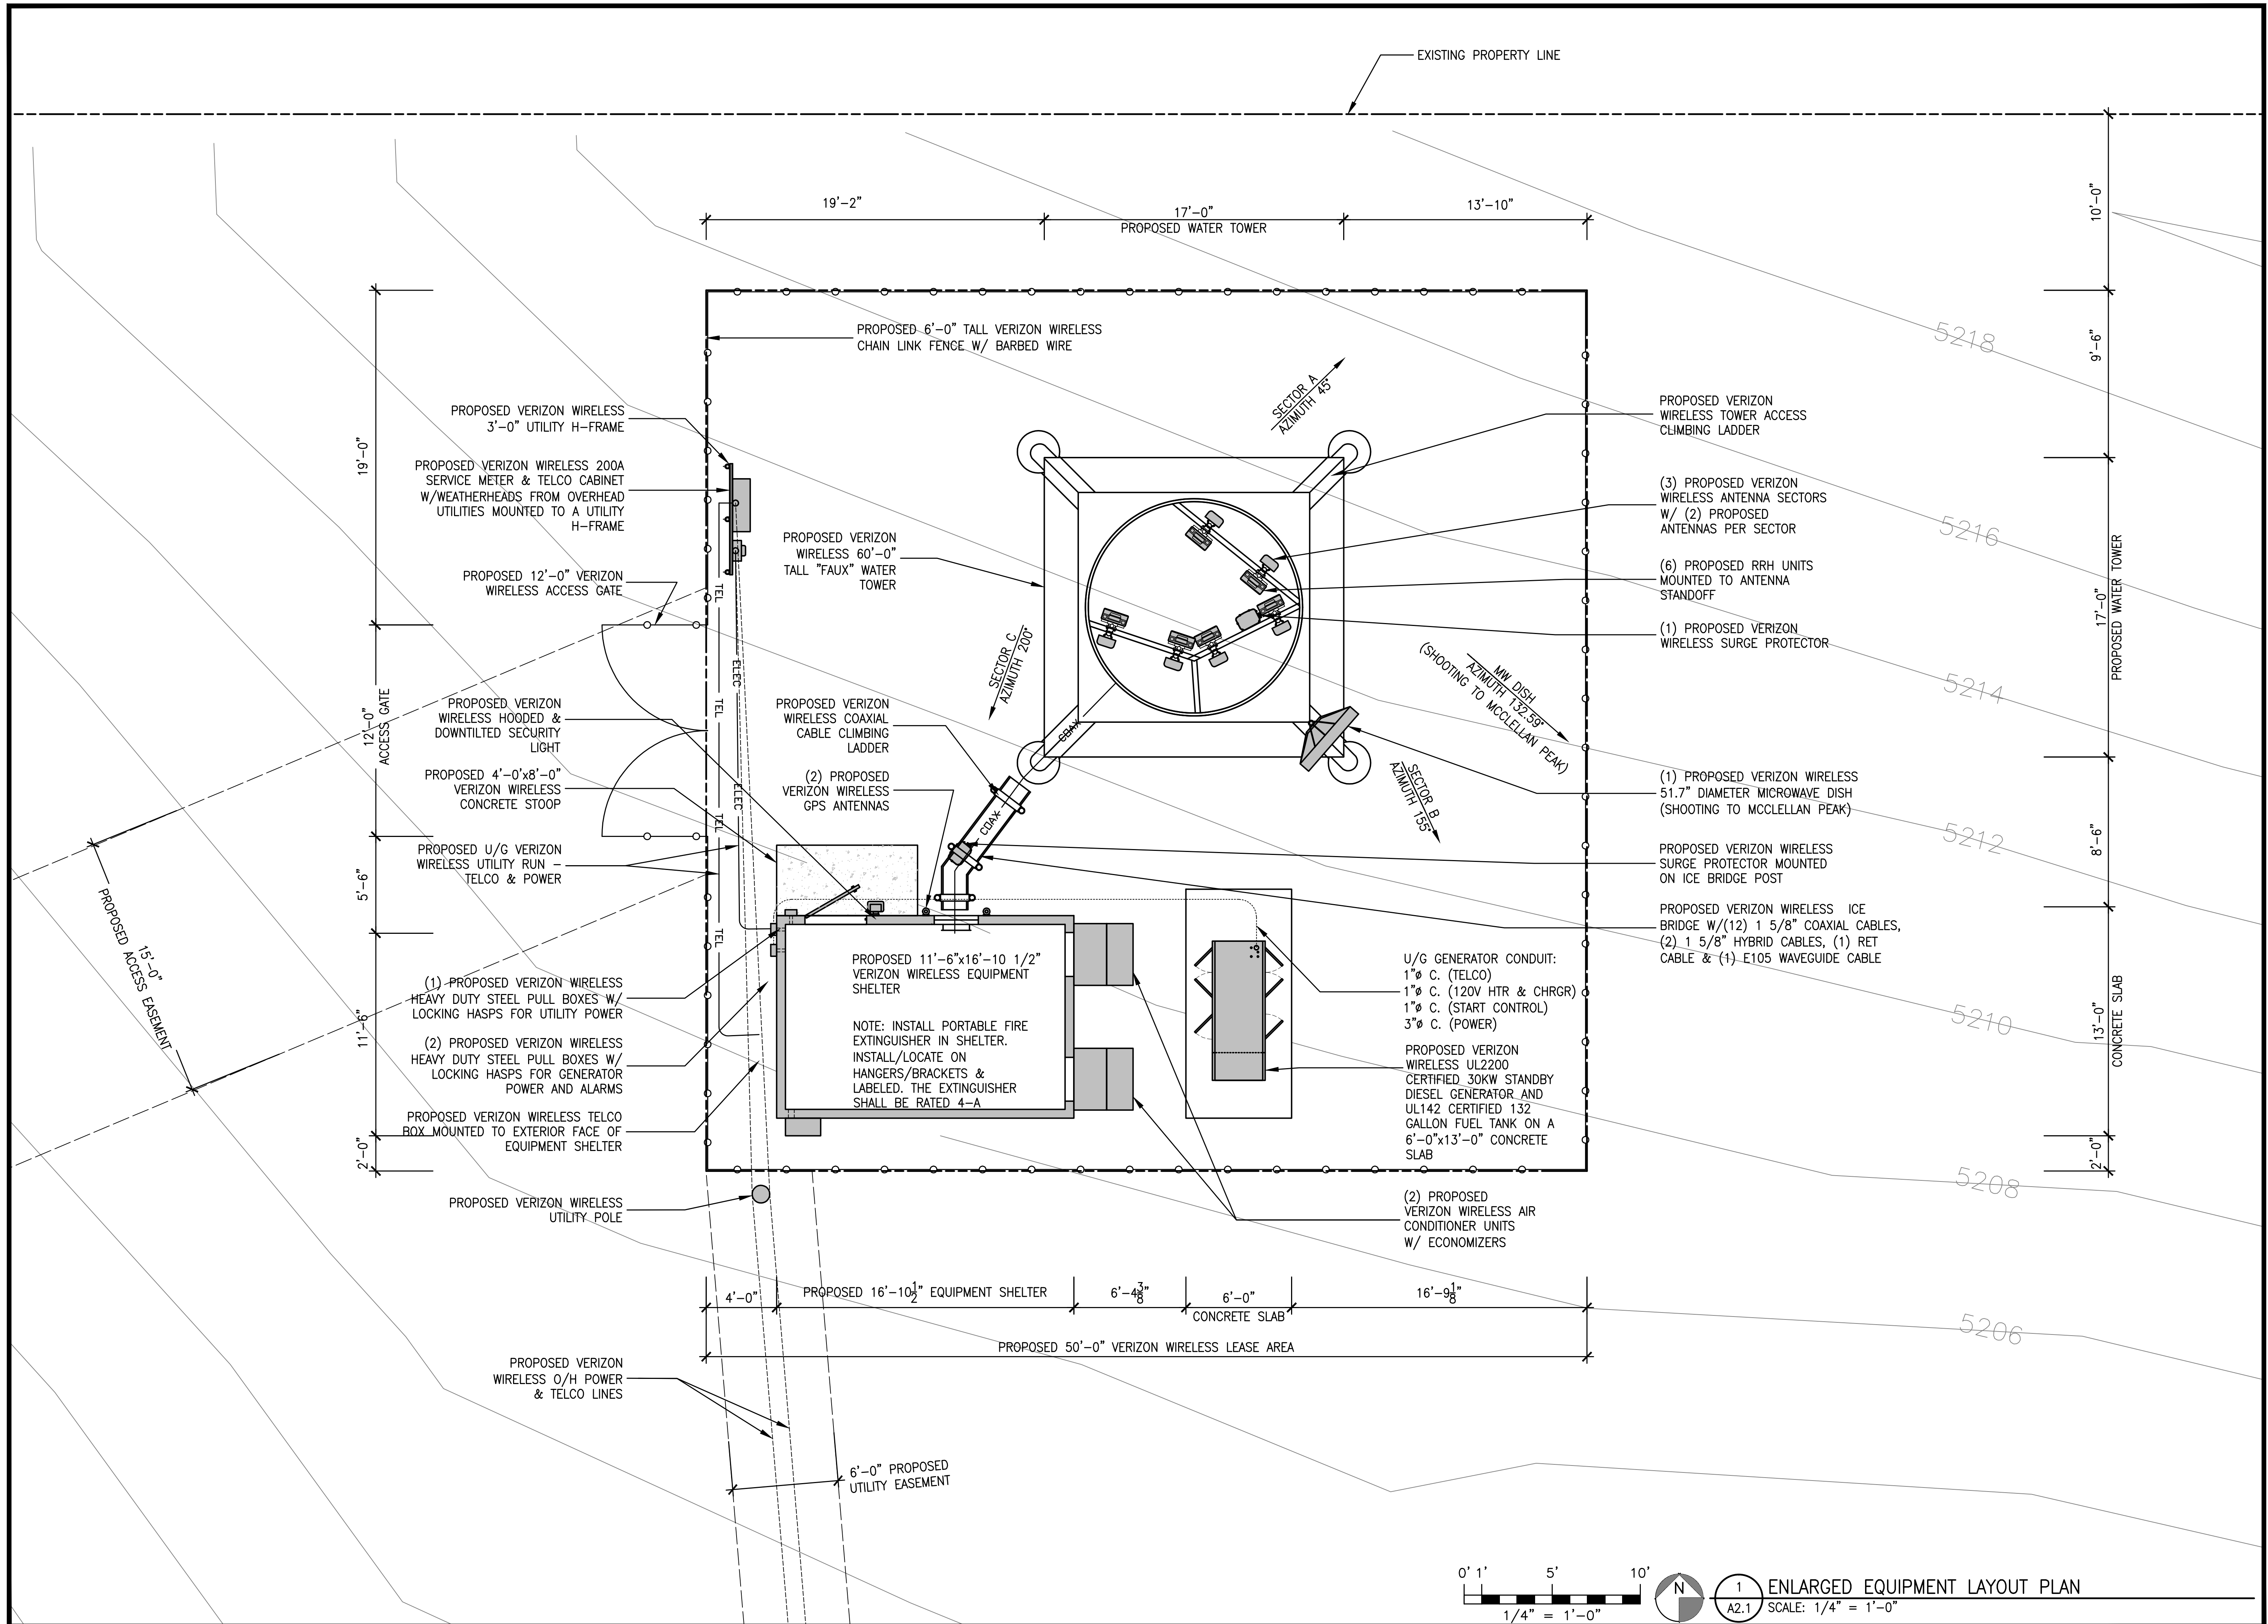 EXISTING PROPERTY LINE
19'-2"
17'-0"
PROPOSED WATER TOWER
13'-10"
10'-0"
PROPOSED 6'-0" TALL VERIZON WIRELESS
CHAIN LINK FENCE W/ BARBED WIRE
5218
9'-6"
SECTOR A
AZIMUTH 45°
PROPOSED VERIZON WIRELESS
3'-0" UTILITY H-FRAME
19'-0"
PROPOSED VERIZON WIRELESS 200A
SERVICE METER & TELCO CABINET
W/WEATHERHEADS FROM OVERHEAD
UTILITIES MOUNTED TO A UTILITY
H-FRAME
PROPOSED VERIZON
WIRELESS TOWER ACCESS
CLIMBING LADDER
(3) PROPOSED VERIZON
WIRELESS ANTENNA SECTORS
W/ (2) PROPOSED
ANTENNAS PER SECTOR
5216
PROPOSED VERIZON
WIRELESS 60'-0"
TALL "FAUX" WATER
TOWER
PROPOSED 12'-0" VERIZON
WIRELESS ACCESS GATE
(6) PROPOSED RRH UNITS
MOUNTED TO ANTENNA
STANDOFF
17'-0"
PROPOSED WATER TOWER
(1) PROPOSED VERIZON
WIRELESS SURGE PROTECTOR
TEL
ELEC
TEL
ELEC
TEL
TEL
SECTOR C
AZIMUTH 200°
MW DISH
AZIMUTH 132.59°
(SHOOTING TO MCCLELLAN PEAK)
5214
12'-0"
ACCESS GATE
PROPOSED VERIZON
WIRELESS HOODED &
DOWNTILTED SECURITY
LIGHT
PROPOSED VERIZON
WIRELESS COAXIAL
CABLE CLIMBING
LADDER
COAX
COAX
PROPOSED 4'-0'x8'-0"
VERIZON WIRELESS
CONCRETE STOOP
(2) PROPOSED
VERIZON WIRELESS
GPS ANTENNAS
SECTOR B
AZIMUTH 155°
(1) PROPOSED VERIZON WIRELESS
51.7" DIAMETER MICROWAVE DISH
(SHOOTING TO MCCLELLAN PEAK)
5212
8'-6"
PROPOSED U/G VERIZON
WIRELESS UTILITY RUN –
TELCO & POWER
5'-6"
PROPOSED VERIZON WIRELESS
SURGE PROTECTOR MOUNTED
ON ICE BRIDGE POST
PROPOSED VERIZON WIRELESS ICE
BRIDGE W/(12) 1 5/8" COAXIAL CABLES,
(2) 1 5/8" HYBRID CABLES, (1) RET
CABLE & (1) E105 WAVEGUIDE CABLE
15'-0"
PROPOSED ACCESS EASEMENT
PROPOSED 11'-6"x16'-10 1/2"
VERIZON WIRELESS EQUIPMENT
SHELTER
NOTE: INSTALL PORTABLE FIRE
EXTINGUISHER IN SHELTER.
INSTALL/LOCATE ON
HANGERS/BRACKETS &
LABELED. THE EXTINGUISHER
SHALL BE RATED 4-A
U/G GENERATOR CONDUIT:
1"ø C. (TELCO)
1"ø C. (120V HTR & CHRGR)
1"ø C. (START CONTROL)
3"ø C. (POWER)
(1) PROPOSED VERIZON WIRELESS
HEAVY DUTY STEEL PULL BOXES W/
LOCKING HASPS FOR UTILITY POWER
11'-6"
(2) PROPOSED VERIZON WIRELESS
HEAVY DUTY STEEL PULL BOXES W/
LOCKING HASPS FOR GENERATOR
POWER AND ALARMS
5210
13'-0"
CONCRETE SLAB
PROPOSED VERIZON
WIRELESS UL2200
CERTIFIED 30KW STANDBY
DIESEL GENERATOR AND
UL142 CERTIFIED 132
GALLON FUEL TANK ON A
6'-0"x13'-0" CONCRETE
SLAB
PROPOSED VERIZON WIRELESS TELCO
BOX MOUNTED TO EXTERIOR FACE OF
EQUIPMENT SHELTER
2'-0"
2'-0"
5208
PROPOSED VERIZON WIRELESS
UTILITY POLE
(2) PROPOSED
VERIZON WIRELESS AIR
CONDITIONER UNITS
W/ ECONOMIZERS
4'-0"
PROPOSED 16'-10 1/2" EQUIPMENT SHELTER
6'-4 3/8"
6'-0"
CONCRETE SLAB
16'-9 1/8"
5206
PROPOSED 50'-0" VERIZON WIRELESS LEASE AREA
PROPOSED VERIZON
WIRELESS O/H POWER
& TELCO LINES
6'-0" PROPOSED
UTILITY EASEMENT
0' 1' 5' 10'
1/4" = 1'-0"
N
1
A2.1
ENLARGED EQUIPMENT LAYOUT PLAN
SCALE: 1/4" = 1'-0"